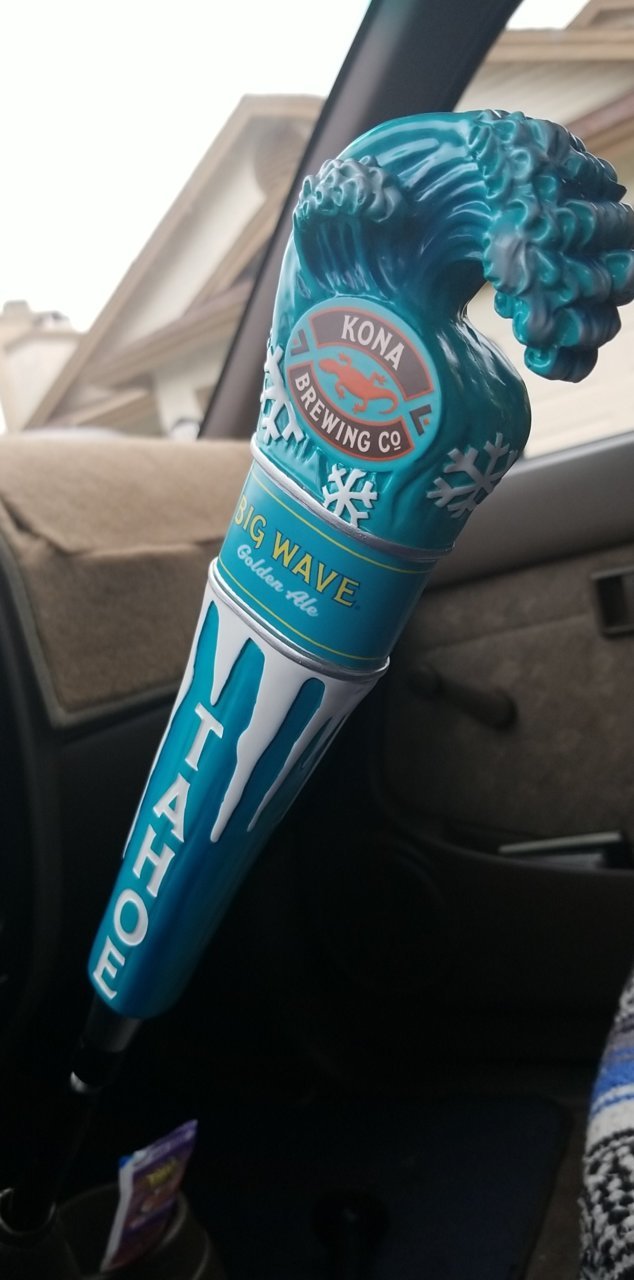 KONA
BREWING CO
BIG WAVE
Golden Ale
TAHOE